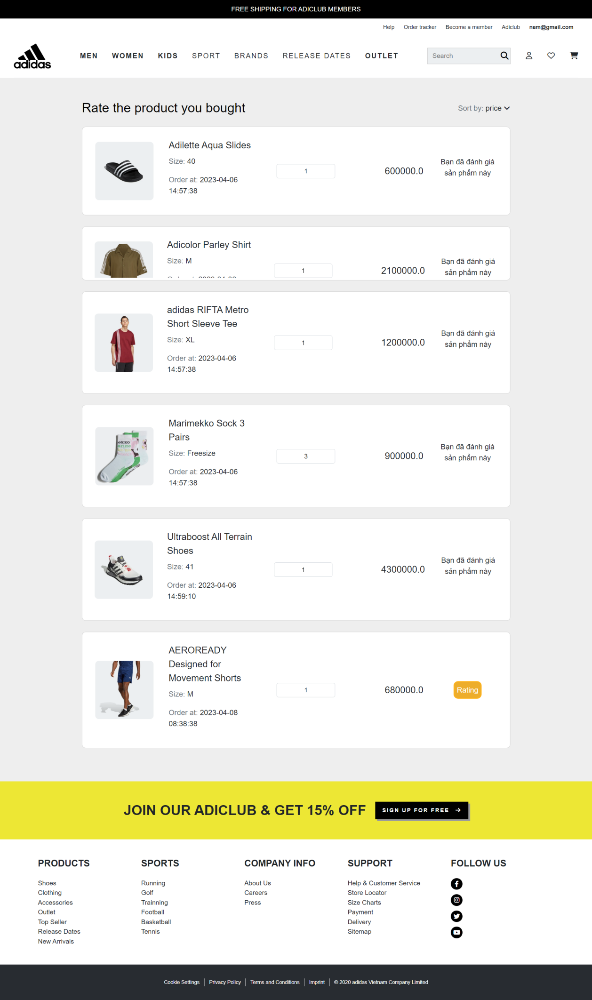 FREE SHIPPING FOR ADICLUB MEMBERS
Help Order tracker Become a member Adiclub nam@gmail.com
adidas
MEN WOMEN KIDS SPORT BRANDS RELEASE DATES OUTLET Search
Rate the product you bought
Sort by: price
Adilette Aqua Slides
Size: 40
Order at: 2023-04-06
14:57:38
1
600000.0
Bạn đã đánh giá
sản phẩm này
Adicolor Parley Shirt
Size: M
1
2100000.0
Bạn đã đánh giá
sản phẩm này
adidas RIFTA Metro
Short Sleeve Tee
Size: XL
Order at: 2023-04-06
14:57:38
1
1200000.0
Bạn đã đánh giá
sản phẩm này
Marimekko Sock 3
Pairs
Size: Freesize
Order at: 2023-04-06
14:57:38
3
900000.0
Bạn đã đánh giá
sản phẩm này
Ultraboost All Terrain
Shoes
Size: 41
Order at: 2023-04-06
14:59:10
1
4300000.0
Bạn đã đánh giá
sản phẩm này
AEROREADY
Designed for
Movement Shorts
Size: M
Order at: 2023-04-08
08:38:38
1
680000.0
Rating
JOIN OUR ADICLUB & GET 15% OFF
SIGN UP FOR FREE
PRODUCTS
Shoes
Clothing
Accessories
Outlet
Top Seller
Release Dates
New Arrivals
SPORTS
Running
Golf
Trainning
Football
Basketball
Tennis
COMPANY INFO
About Us
Careers
Press
SUPPORT
Help & Customer Service
Store Locator
Size Charts
Payment
Delivery
Sitemap
FOLLOW US
Cookie Settings Privacy Policy Terms and Conditions Imprint © 2020 adidas Vietnam Company Limited